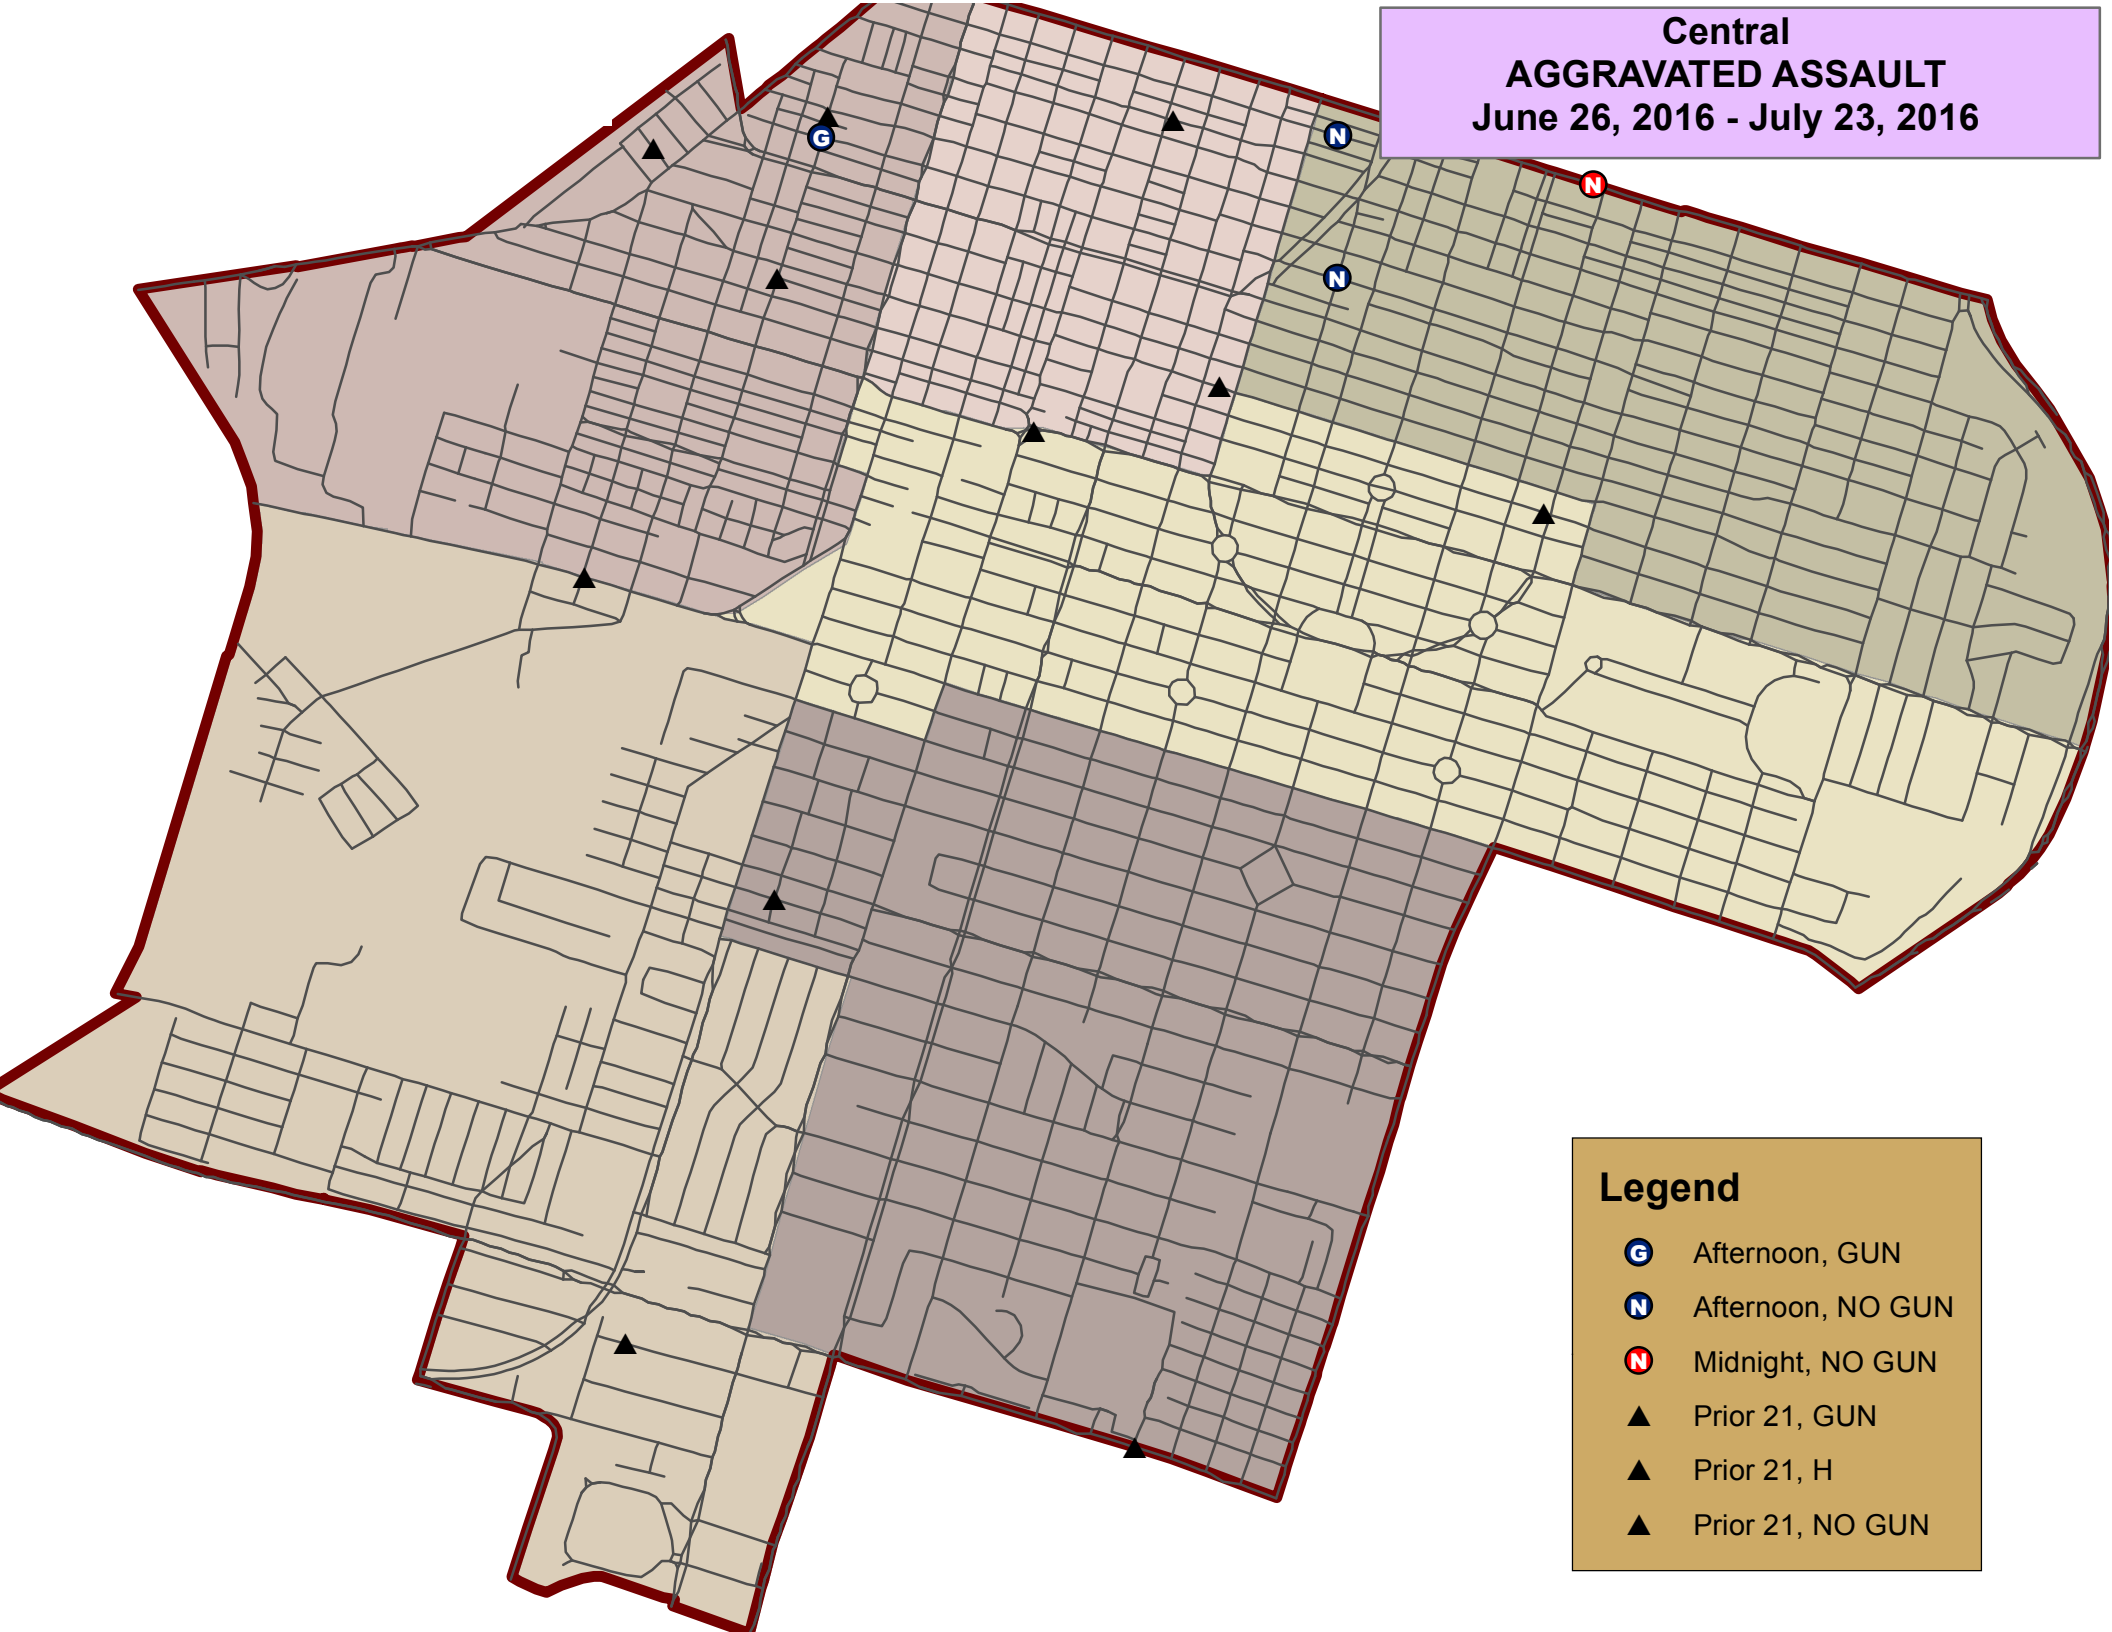 Central
AGGRAVATED ASSAULT
June 26, 2016 - July 23, 2016
G
N
N
N
Legend
G Afternoon, GUN
N Afternoon, NO GUN
N Midnight, NO GUN
Prior 21, GUN
Prior 21, H
Prior 21, NO GUN